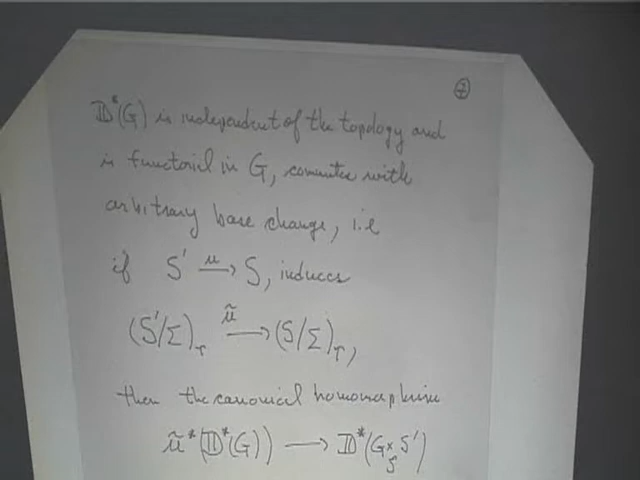 ②
𝔻*(G) is independent of the topology and
is functorial in G, commutes with
arbitrary base change, i.e
if S' —u→ S, induces
(S'/Σ)_τ —ũ→ (S/Σ)_τ,
then the canonical homomorphism
ũ*(𝔻*(G)) → 𝔻*(G ×_S S')